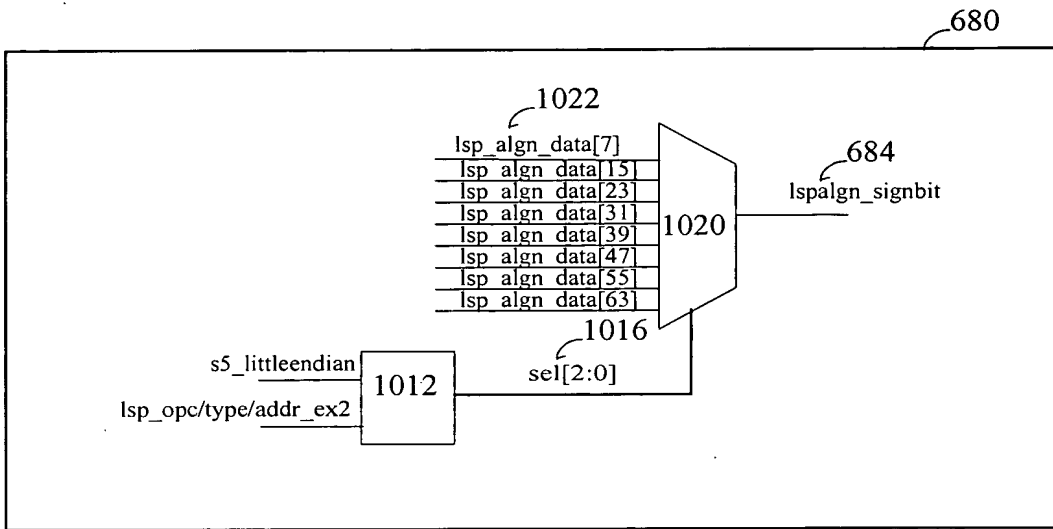 680
1022
lsp_algn_data[7]
lsp_algn_data[15]
lsp_algn_data[23]
lsp_algn_data[31]
lsp_algn_data[39]
lsp_algn_data[47]
lsp_algn_data[55]
lsp_algn_data[63]
1020
684
lspalgn_signbit
1016
sel[2:0]
s5_littleendian
lsp_opc/type/addr_ex2
1012